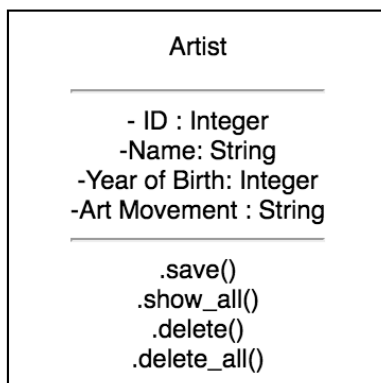 Artist
- ID : Integer
-Name: String
-Year of Birth: Integer
-Art Movement : String
.save()
.show_all()
.delete()
.delete_all()